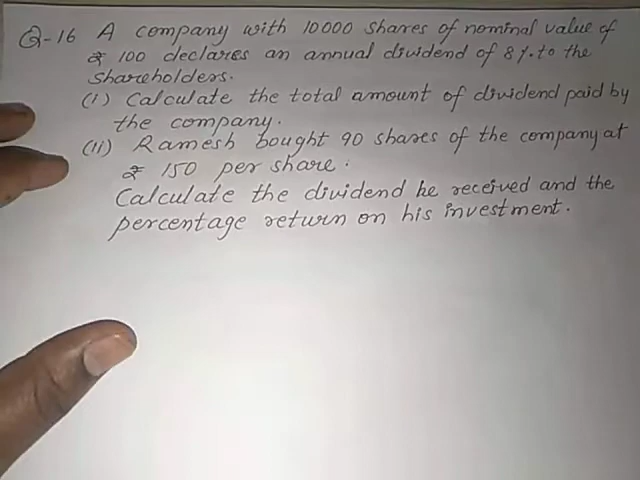 Q-16 A company with 10000 shares of nominal value of
₹ 100 declares an annual dividend of 8%. to the
shareholders.
(i) Calculate the total amount of dividend paid by
the company.
(ii) Ramesh bought 90 shares of the company at
₹ 150 per share.
Calculate the dividend he received and the
percentage return on his investment.